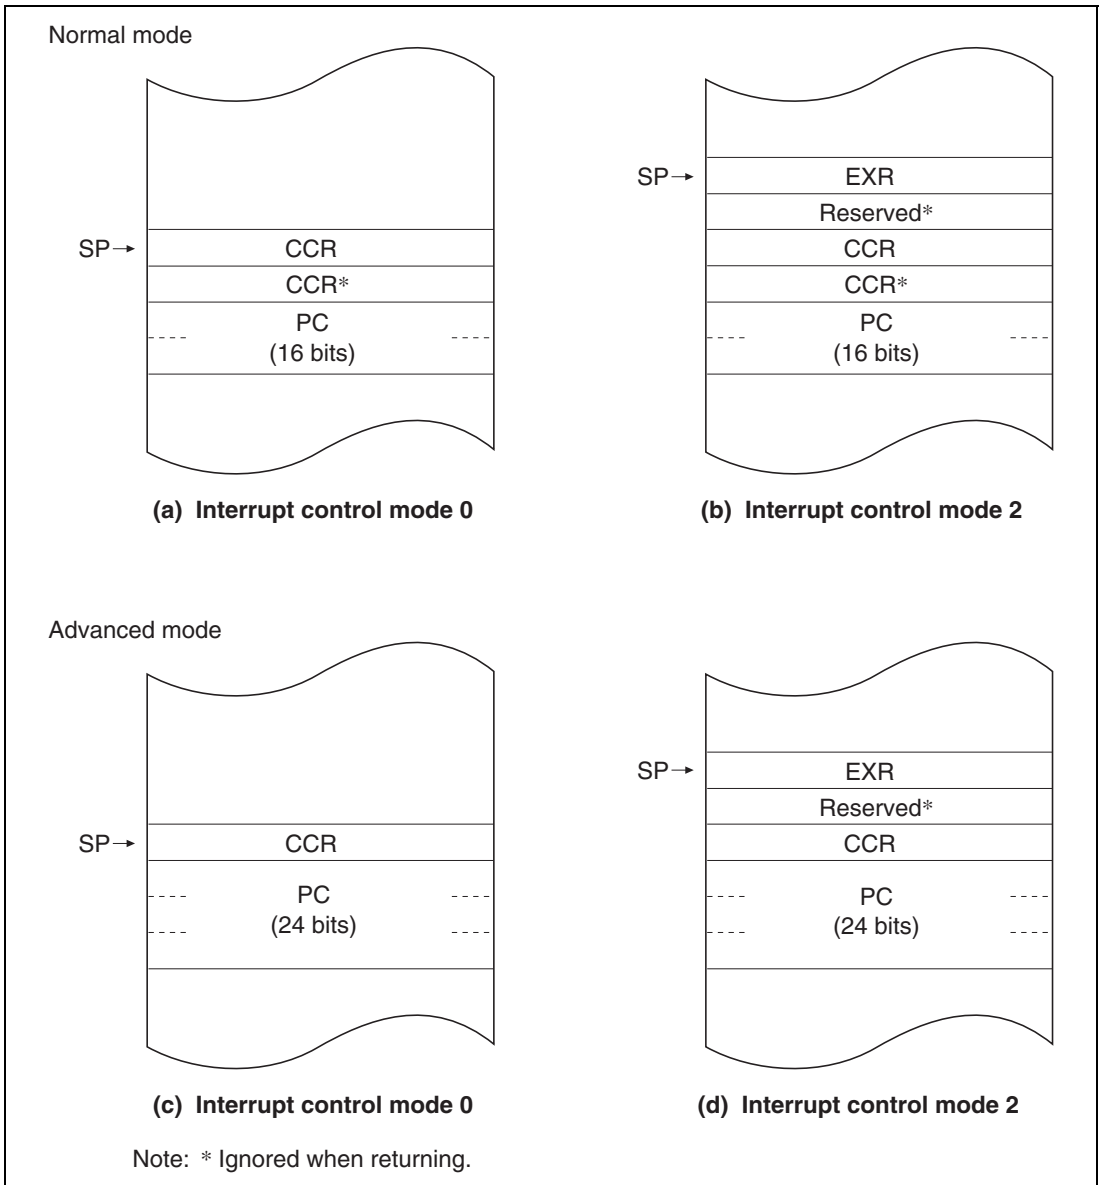 Normal mode
SP→
CCR
CCR*
PC
(16 bits)
(a) Interrupt control mode 0
SP→
EXR
Reserved*
CCR
CCR*
PC
(16 bits)
(b) Interrupt control mode 2
Advanced mode
SP→
CCR
PC
(24 bits)
(c) Interrupt control mode 0
SP→
EXR
Reserved*
CCR
PC
(24 bits)
(d) Interrupt control mode 2
Note: * Ignored when returning.